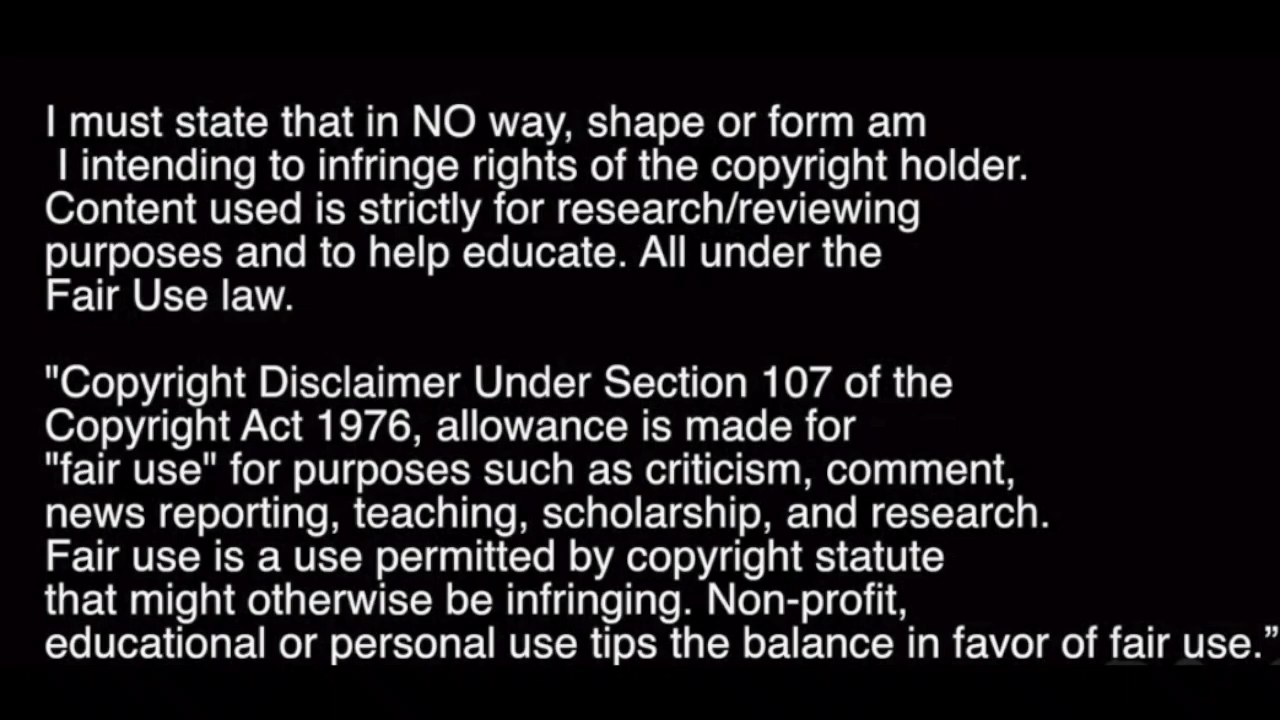 I must state that in NO way, shape or form am
I intending to infringe rights of the copyright holder.
Content used is strictly for research/reviewing
purposes and to help educate. All under the
Fair Use law.
"Copyright Disclaimer Under Section 107 of the
Copyright Act 1976, allowance is made for
"fair use" for purposes such as criticism, comment,
news reporting, teaching, scholarship, and research.
Fair use is a use permitted by copyright statute
that might otherwise be infringing. Non-profit,
educational or personal use tips the balance in favor of fair use.”